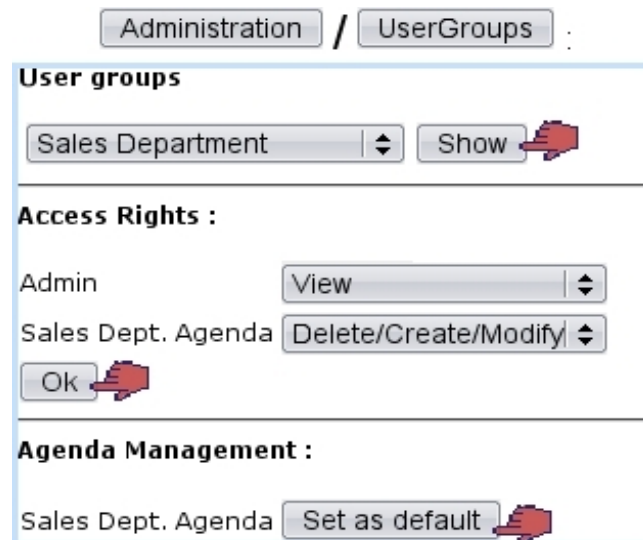 Administration / UserGroups :
User groups
Sales Department Show
Access Rights :
Admin View
Sales Dept. Agenda Delete/Create/Modify
Ok
Agenda Management :
Sales Dept. Agenda Set as default